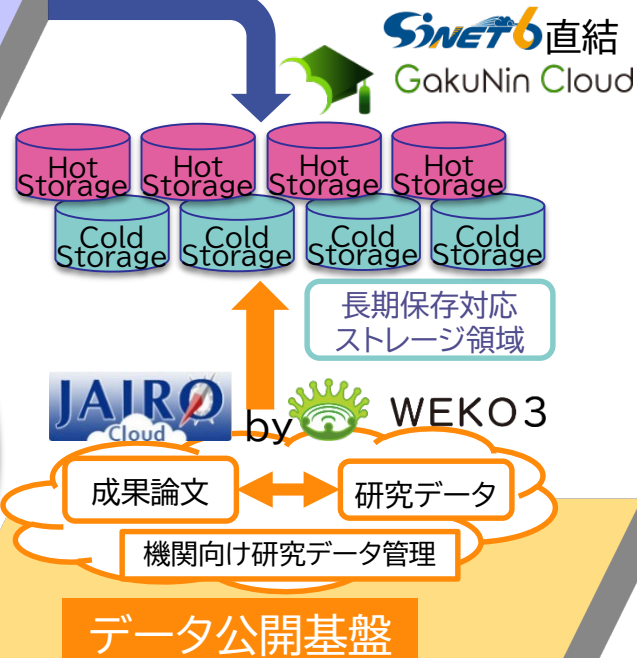 SINET6直結
GakuNin Cloud
Hot Storage
Hot Storage
Hot Storage
Hot Storage
Cold Storage
Cold Storage
Cold Storage
Cold Storage
長期保存対応
ストレージ領域
JAIRO
Cloud
by
WEKO3
成果論文
研究データ
機関向け研究データ管理
データ公開基盤